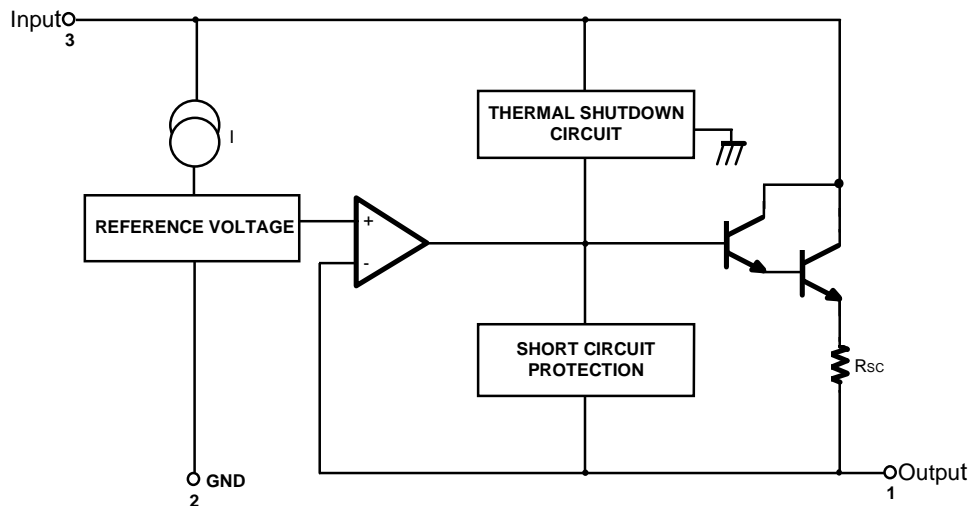 Input
3
THERMAL SHUTDOWN
CIRCUIT
I
REFERENCE VOLTAGE
+
-
SHORT CIRCUIT
PROTECTION
RSC
GND
2
Output
1